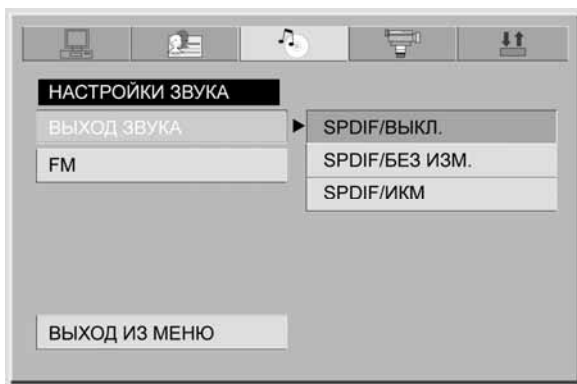 НАСТРОЙКИ ЗВУКА
ВЫХОД ЗВУКА
SPDIF/ВЫКЛ.
FM
SPDIF/БЕЗ ИЗМ.
SPDIF/ИКМ
ВЫХОД ИЗ МЕНЮ